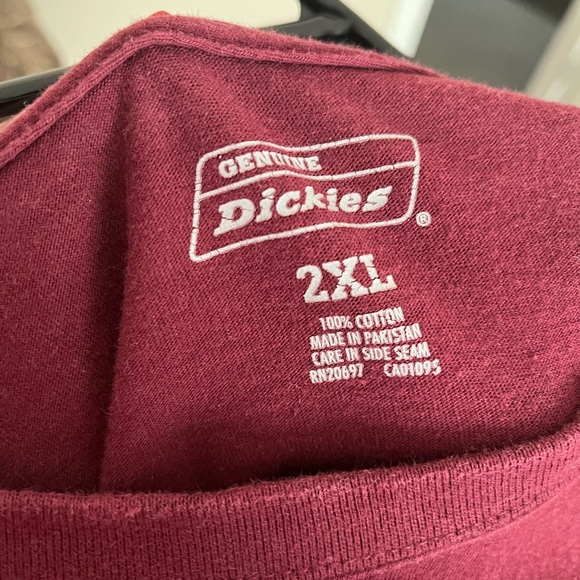 GENUINE
Dickies®
2XL
100% COTTON
MADE IN PAKISTAN
CARE IN SIDE SEAM
RN20697 CA01095